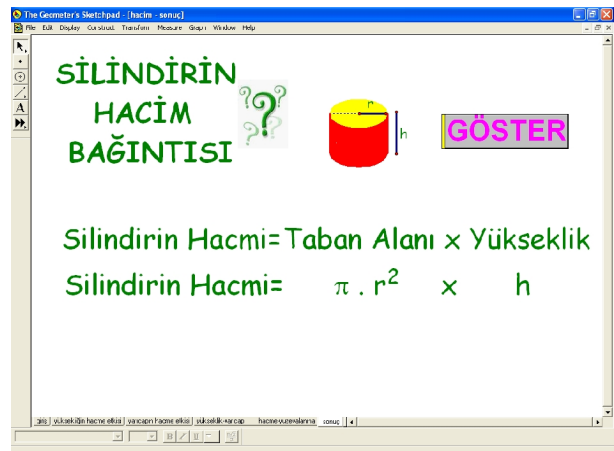 The Geometer's Sketchpad - [hacim - sonuç]
File Edit Display Construct Transform Measure Graph Window Help
SİLİNDİRİN
HACİM
BAĞINTISI
???
r
h
GÖSTER
A
Silindirin Hacmi=Taban Alanı x Yükseklik
Silindirin Hacmi= π . r² x h
giriş yüksekliğin hacme etkisi yarıçapın hacme etkisi yükseklik-yarıçap sonuç
B I U